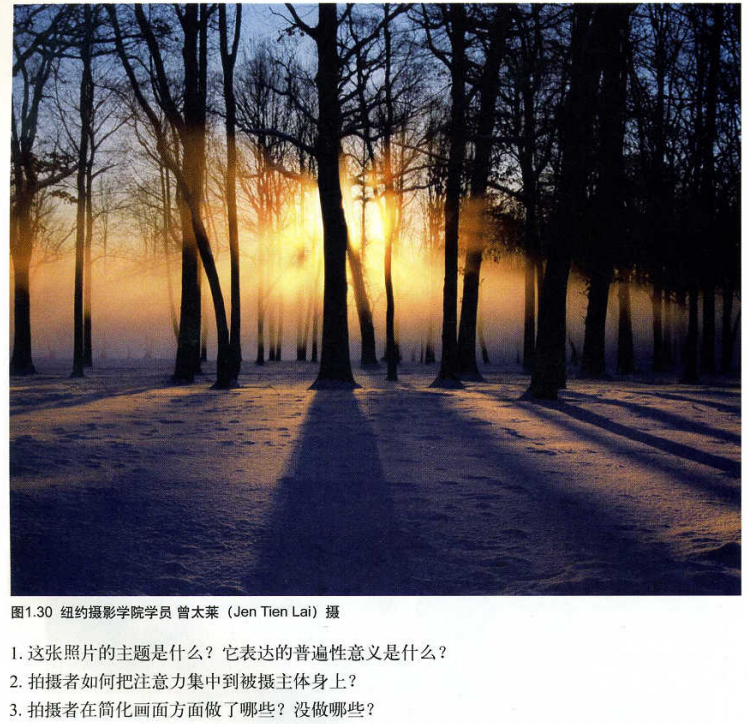 图1.30 纽约摄影学院学员 曾太莱（Jen Tien Lai）摄
1. 这张照片的主题是什么？它表达的普遍性意义是什么？
2. 拍摄者如何把注意力集中到被摄主体身上？
3. 拍摄者在简化画面方面做了哪些？没做哪些？